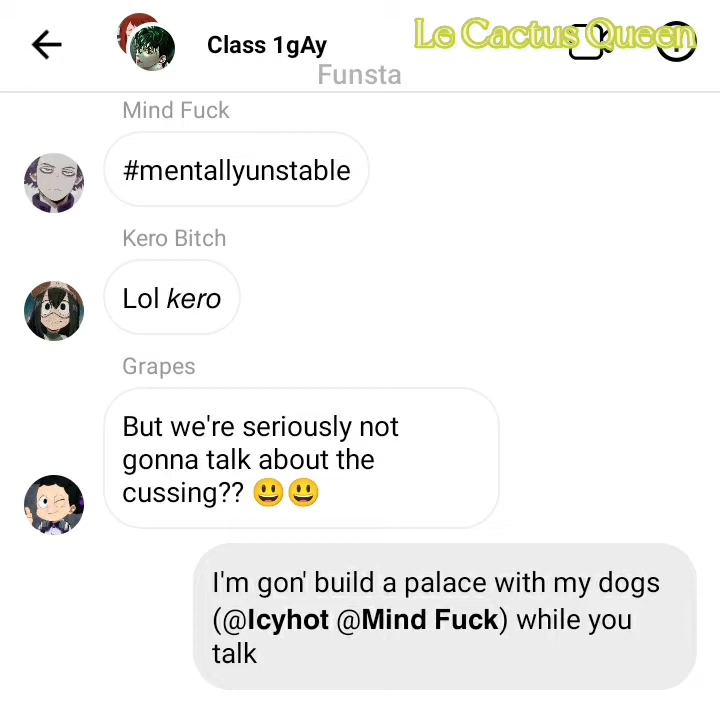 Class 1gAy
Le Cactus Queen
Funsta
Mind Fuck
#mentallyunstable
Kero Bitch
Lol kero
Grapes
But we're seriously not
gonna talk about the
cussing?? 😃😃
I'm gon' build a palace with my dogs
(@Icyhot @Mind Fuck) while you
talk